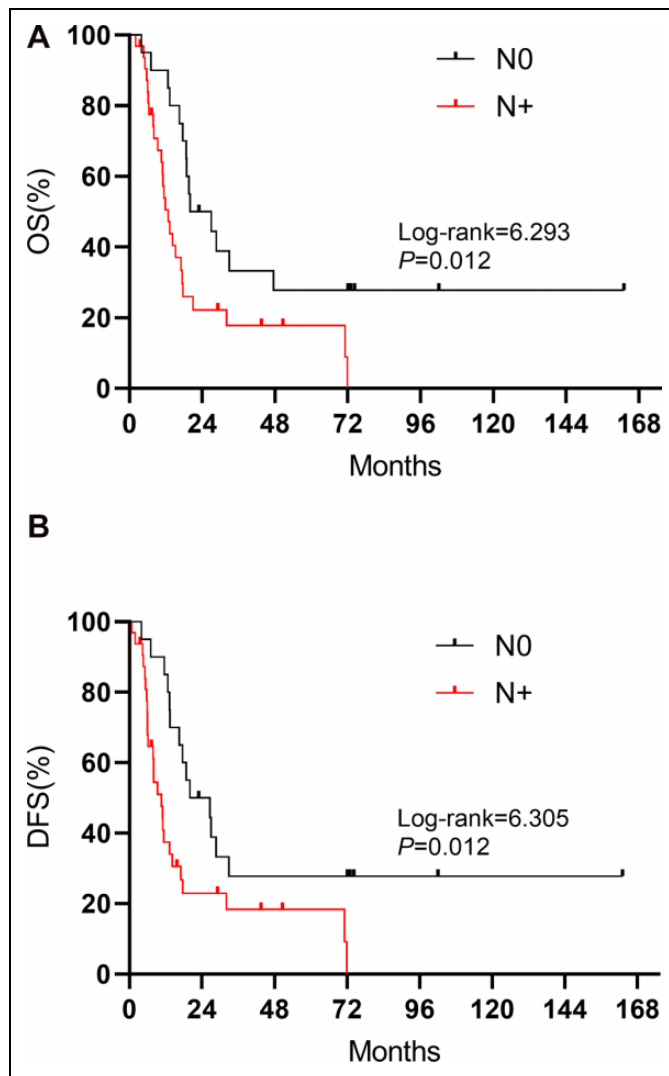 A
100
80
60
40
20
0
OS(%)
N0
N+
Log-rank=6.293
P=0.012
0 24 48 72 96 120 144 168
Months
B
100
80
60
40
20
0
DFS(%)
N0
N+
Log-rank=6.305
P=0.012
0 24 48 72 96 120 144 168
Months